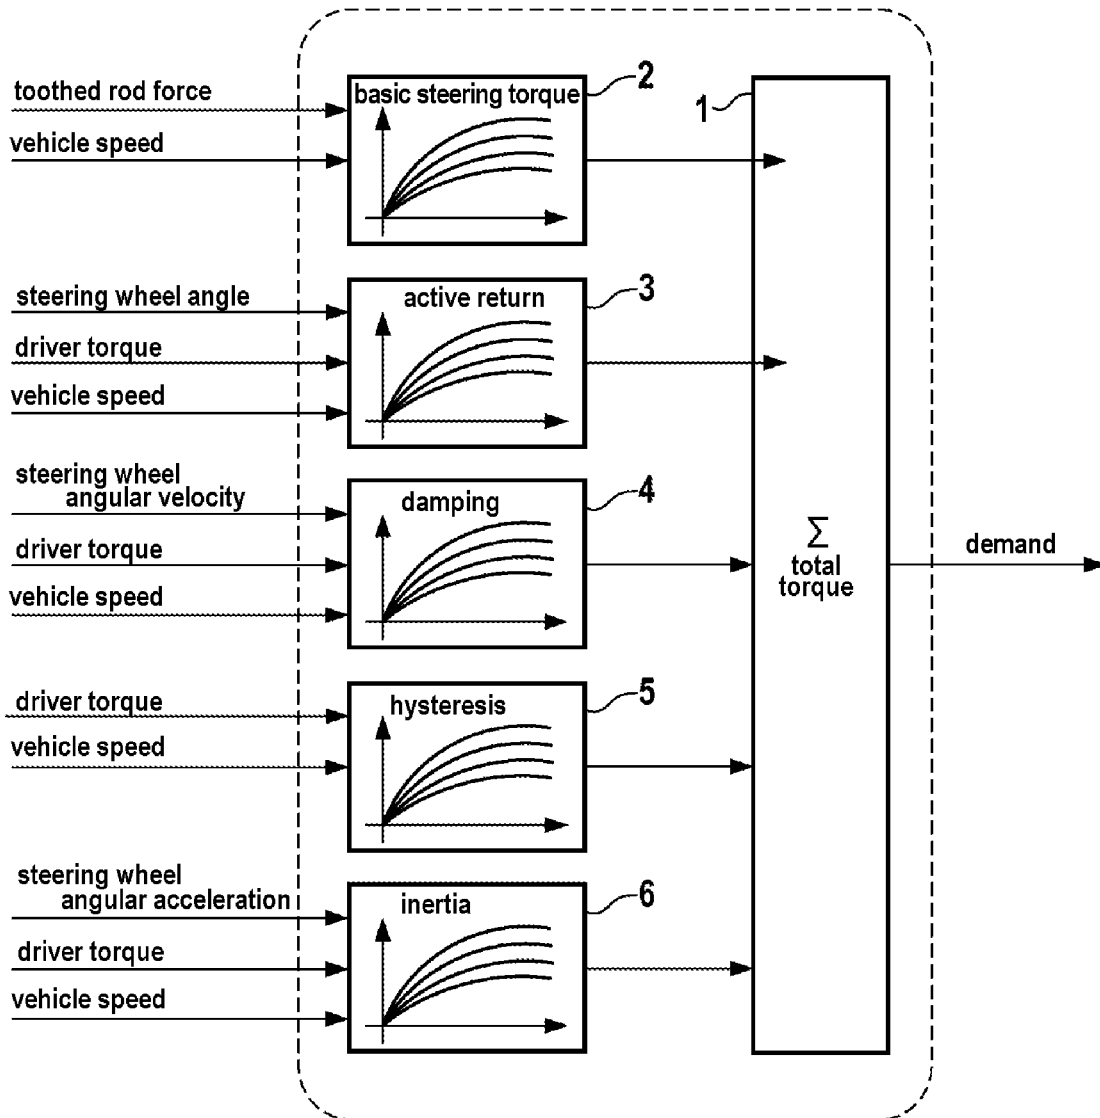 toothed rod force
vehicle speed
basic steering torque
2
1
steering wheel angle
driver torque
vehicle speed
active return
3
steering wheel
angular velocity
driver torque
vehicle speed
damping
4
Σ
total
torque
demand
driver torque
vehicle speed
hysteresis
5
steering wheel
angular acceleration
driver torque
vehicle speed
inertia
6